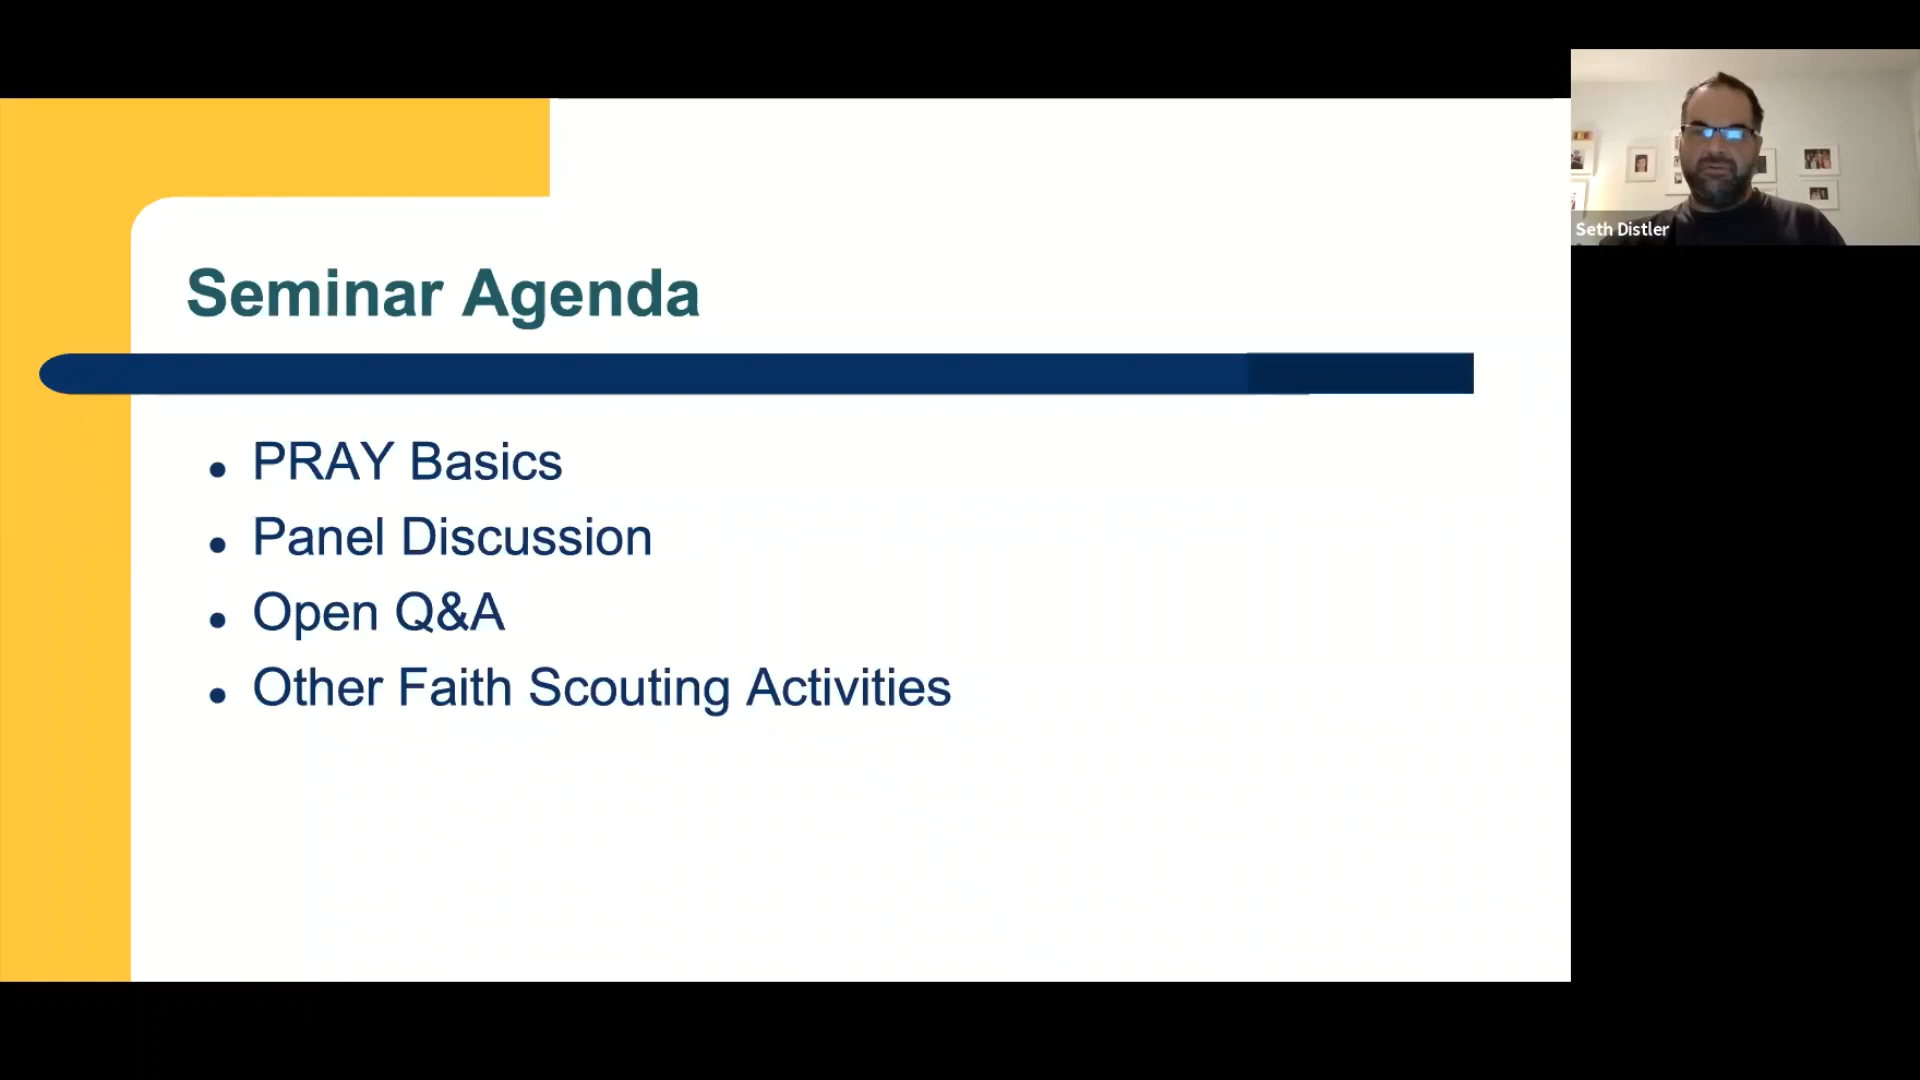 Seminar Agenda
PRAY Basics
Panel Discussion
Open Q&A
Other Faith Scouting Activities
Seth Distler